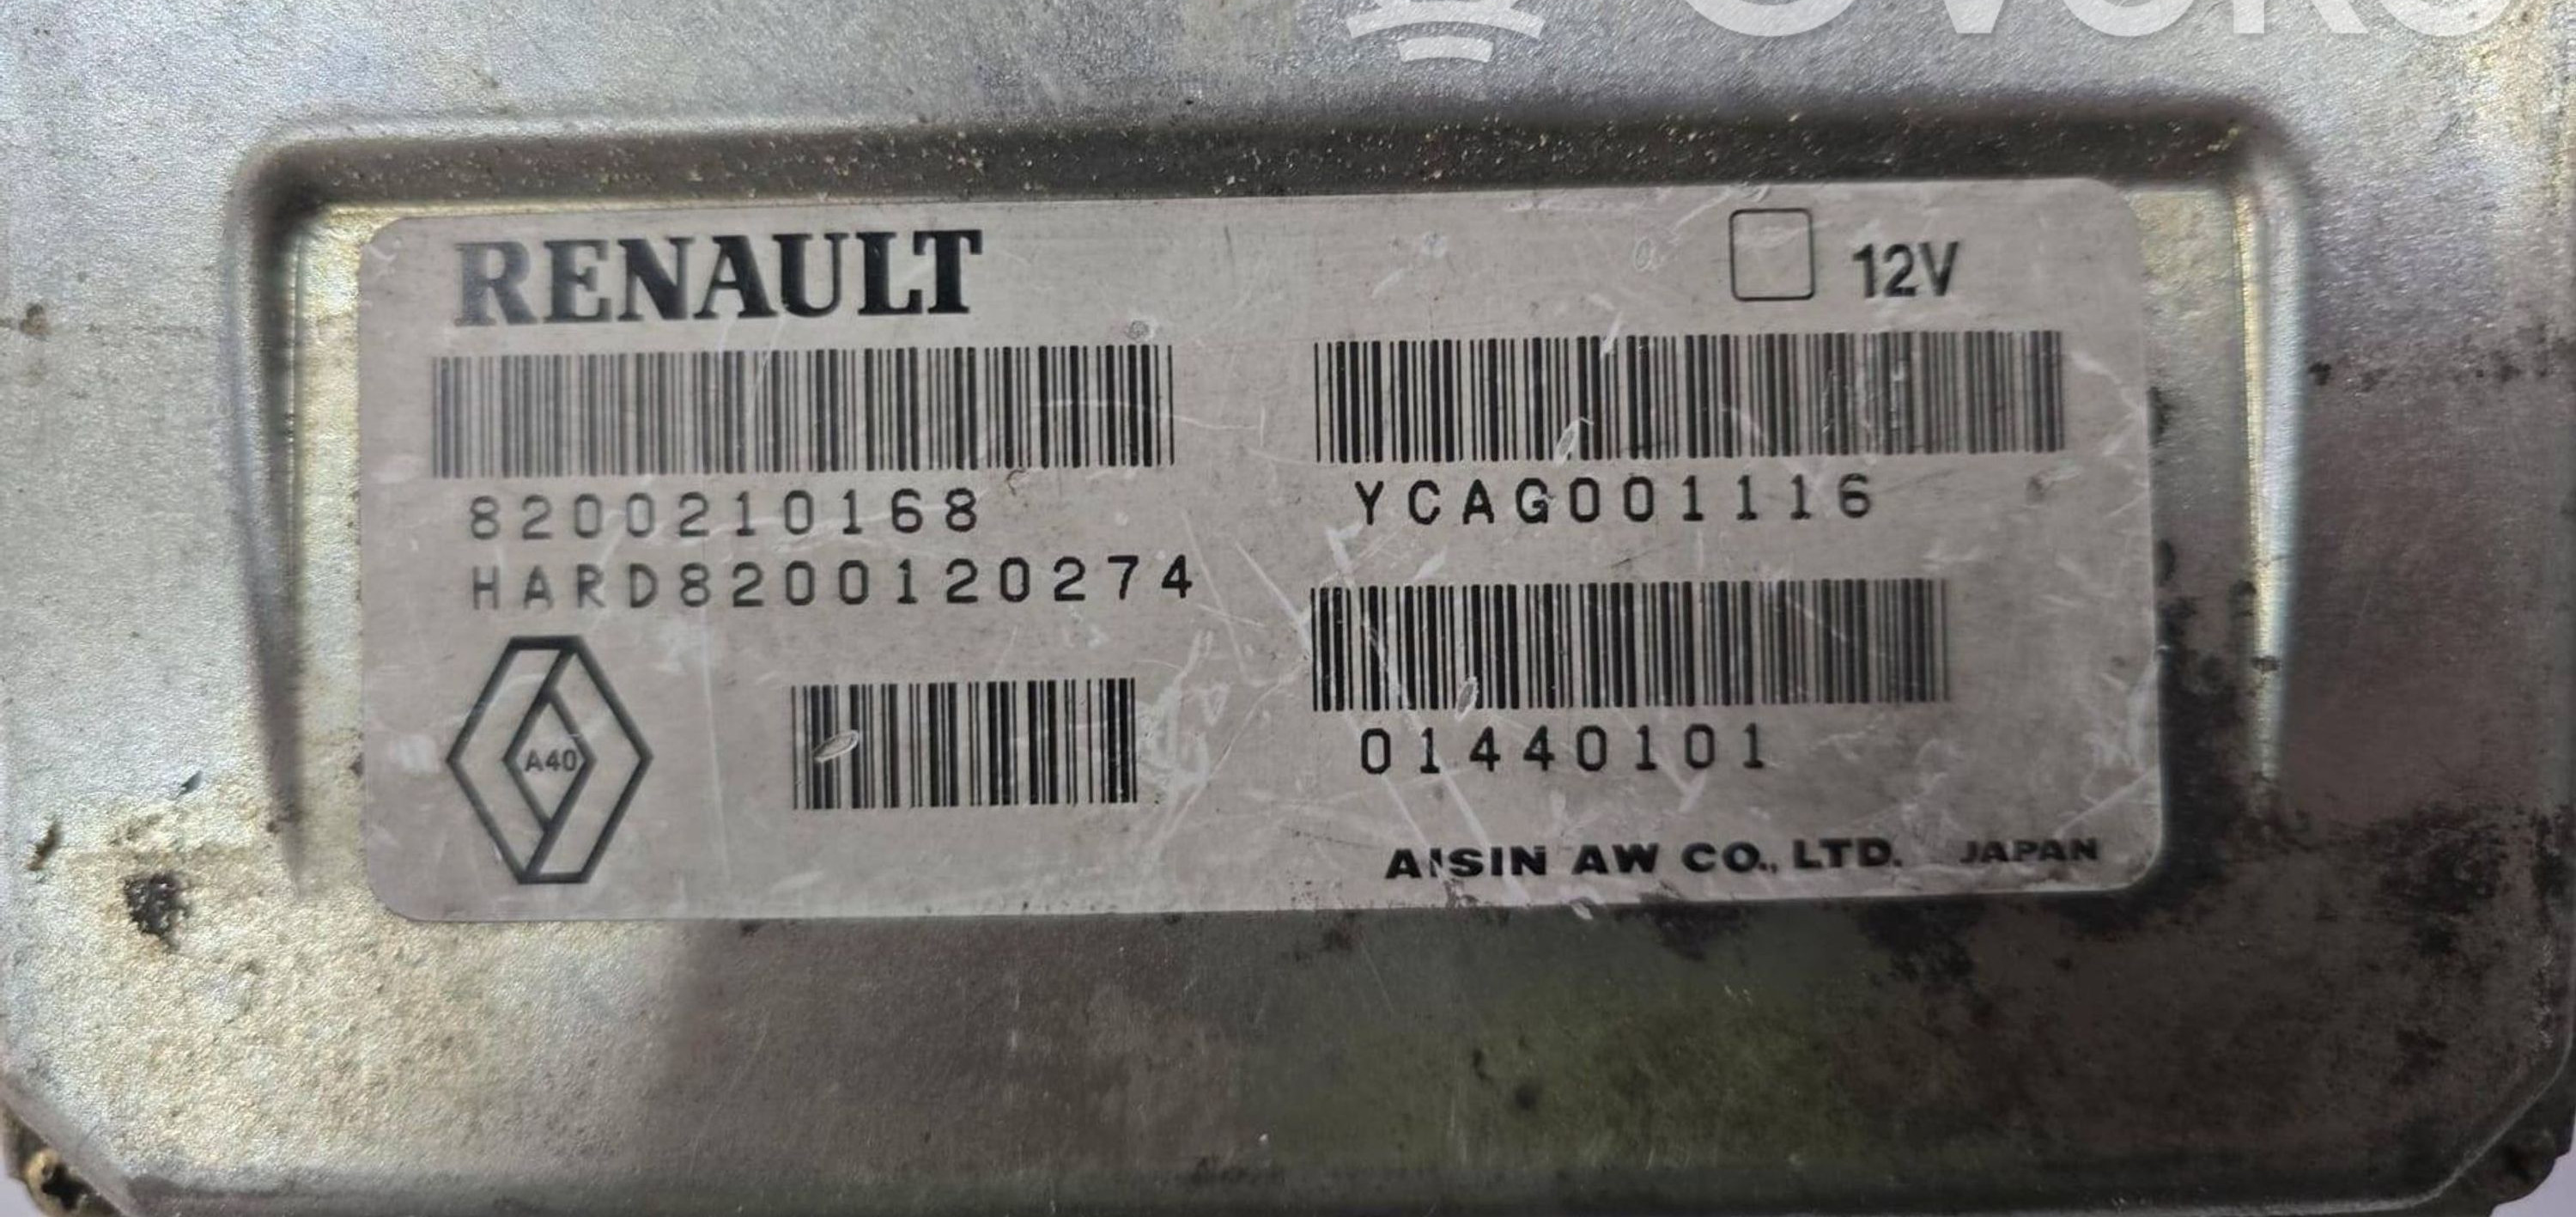 RENAULT
12V
8200210168
YCAG001116
HARD8200120274
A40
01440101
AISIN AW CO., LTD. JAPAN